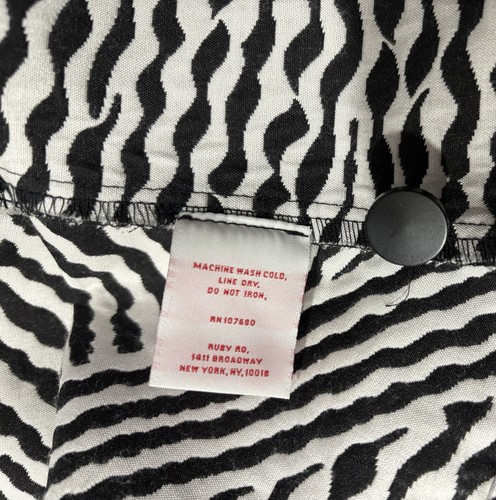 MACHINE WASH COLD,
LINE DRY,
DO NOT IRON,
RN107680
RUBY RD,
1411 BROADWAY
NEW YORK, NY,10018